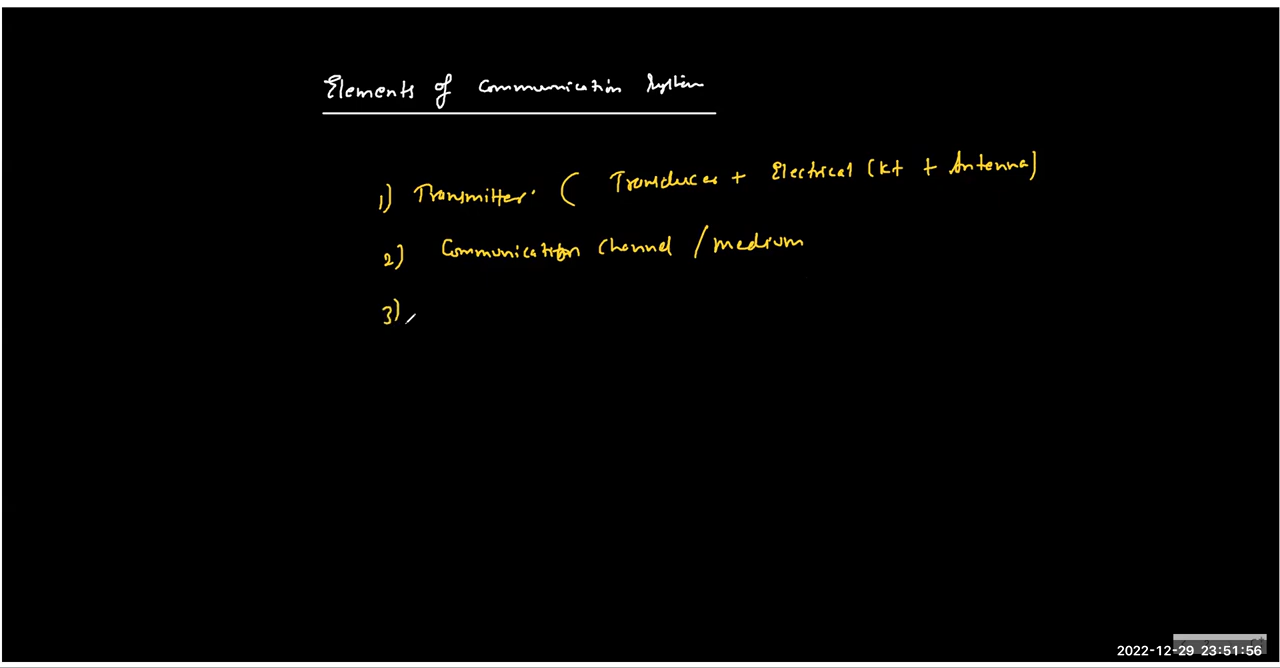 Elements of Communication System
1) Transmitter. ( Transducer + Electrical Ckt + Antenna)
2) Communication Channel / medium
3)
2022-12-29 23:51:56